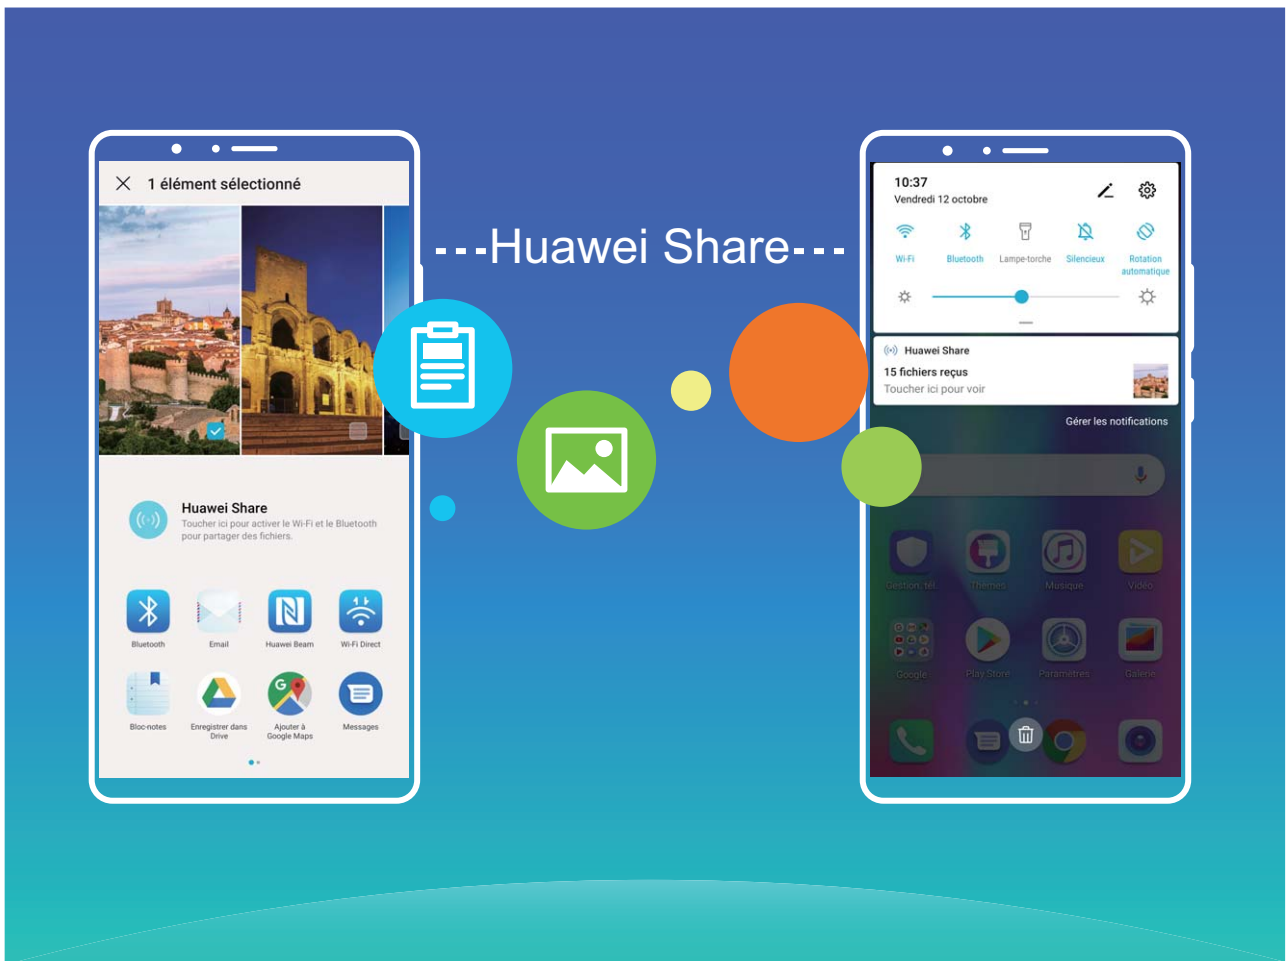 1 élément sélectionné
Huawei Share
Toucher ici pour activer le Wi-Fi et le Bluetooth
pour partager des fichiers.
Bluetooth
Email
Huawei Beam
Wi-Fi Direct
Bloc-notes
Enregistrer dans
Drive
Ajouter à
Google Maps
Messages
---Huawei Share---
10:37
Vendredi 12 octobre
Wi-Fi
Bluetooth
Lampe-torche
Silencieux
Rotation
automatique
Huawei Share
15 fichiers reçus
Toucher ici pour voir
Gérer les notifications
Gestion. tél.
Thèmes
Musique
Vidéo
Google
Play Store
Paramètres
Galerie